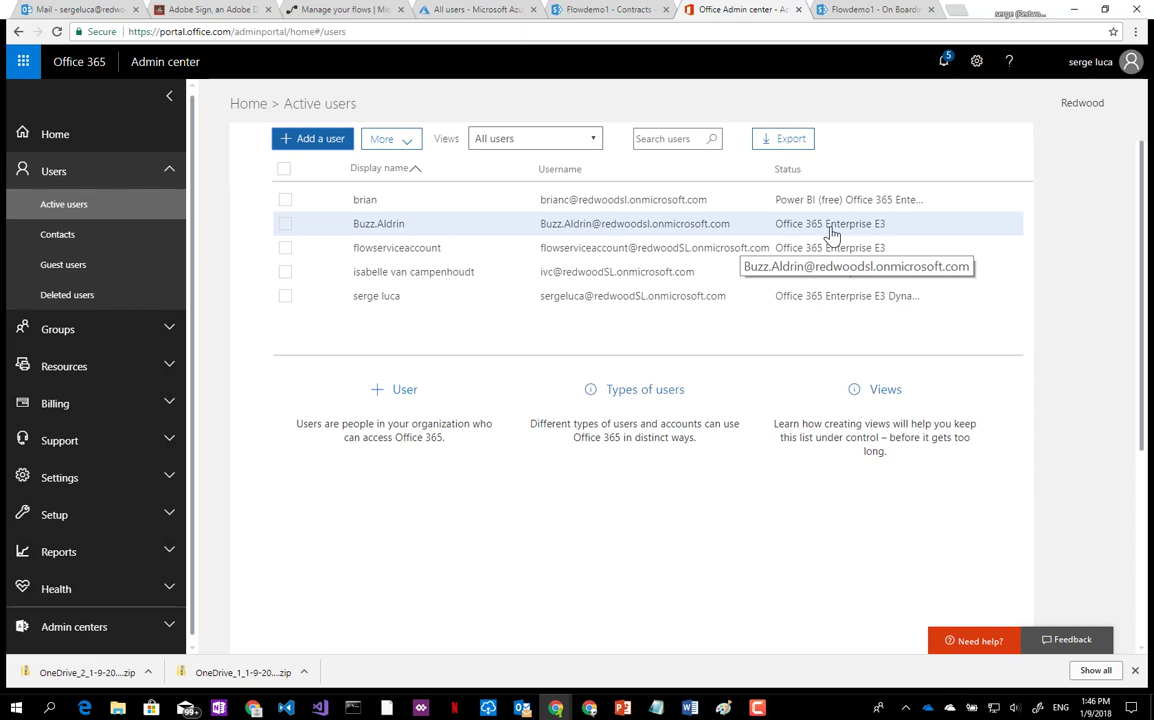 Mail - sergeluca@redwoo
Adobe Sign, an Adobe D
Manage your flows | Mic
All users - Microsoft Azu
Flowdemo1 - Contracts -
Office Admin center - Ac
Flowdemo1 - On Boardin
serge (Redwo...
Secure
https://portal.office.com/adminportal/home#/users
Office 365
Admin center
5
?
serge luca
Home > Active users
Redwood
+ Add a user
More
Views
All users
Search users
Export
Display name
Username
Status
brian
brianc@redwoodsl.onmicrosoft.com
Power BI (free) Office 365 Ente...
Buzz.Aldrin
Buzz.Aldrin@redwoodsl.onmicrosoft.com
Office 365 Enterprise E3
flowserviceaccount
flowserviceaccount@redwoodSL.onmicrosoft.com
Office 365 Enterprise E3
Buzz.Aldrin@redwoodsl.onmicrosoft.com
isabelle van campenhoudt
ivc@redwoodSL.onmicrosoft.com
serge luca
sergeluca@redwoodSL.onmicrosoft.com
Office 365 Enterprise E3 Dyna...
Home
Users
Active users
Contacts
Guest users
Deleted users
Groups
Resources
Billing
Support
Settings
Setup
Reports
Health
Admin centers
+ User
Users are people in your organization who
can access Office 365.
Types of users
Different types of users and accounts can use
Office 365 in distinct ways.
Views
Learn how creating views will help you keep
this list under control – before it gets too
long.
Need help?
Feedback
OneDrive_2_1-9-20....zip
OneDrive_1_1-9-20....zip
Show all
99+
ENG
1:46 PM
1/9/2018